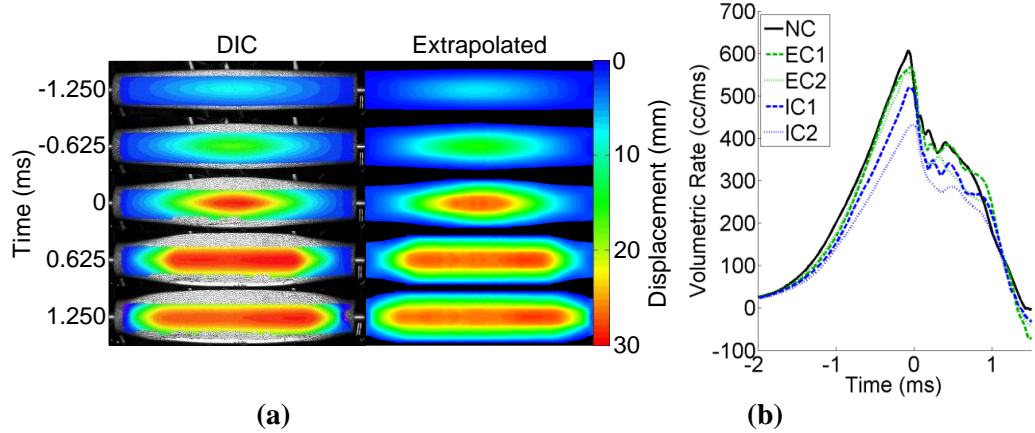 DIC
Extrapolated
Time (ms)
-1.250
-0.625
0
0.625
1.250
0
10
20
30
Displacement (mm)
(a)
700
600
500
400
300
200
100
0
-100
Volumetric Rate (cc/ms)
NC
EC1
EC2
IC1
IC2
-2
-1
0
1
Time (ms)
(b)